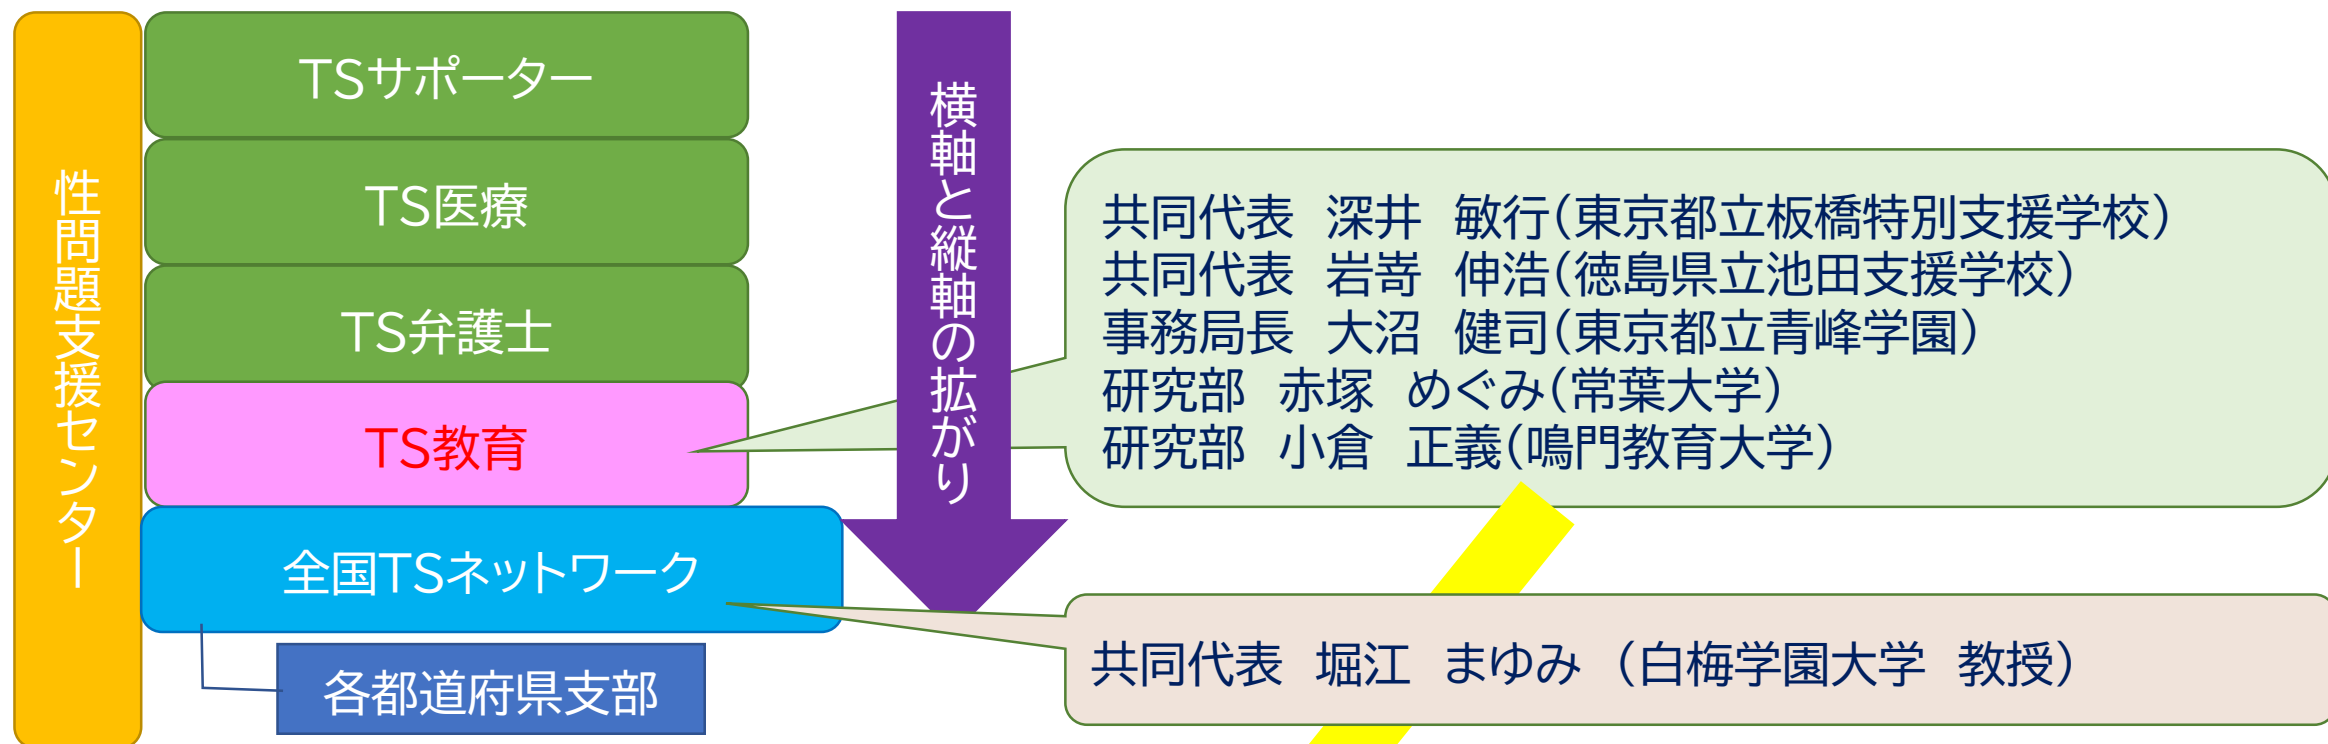 性問題支援センター
TSサポーター
TS医療
TS弁護士
TS教育
全国TSネットワーク
各都道府県支部
横軸と縦軸の拡がり
共同代表　深井　敏行（東京都立板橋特別支援学校）
共同代表　岩嵜　伸浩（徳島県立池田支援学校）
事務局長　大沼　健司（東京都立青峰学園）
研究部　赤塚　めぐみ（常葉大学）
研究部　小倉　正義（鳴門教育大学）
共同代表　堀江　まゆみ （白梅学園大学　教授）